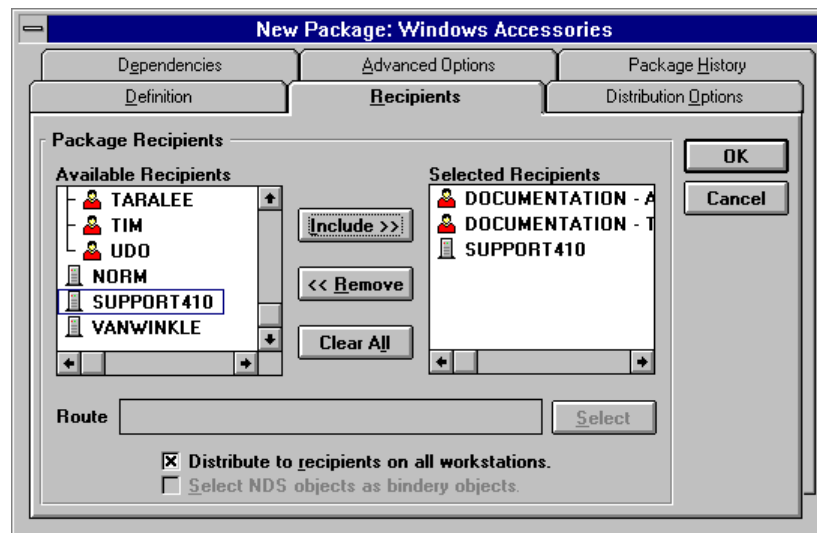 New Package: Windows Accessories
Dependencies Advanced Options Package History
Definition Recipients Distribution Options
Package Recipients
Available Recipients
TARALEE
TIM
UDO
NORM
SUPPORT410
VANWINKLE
Include >>
<< Remove
Clear All
Selected Recipients
DOCUMENTATION - A
DOCUMENTATION - T
SUPPORT410
OK
Cancel
Route
Select
Distribute to recipients on all workstations.
Select NDS objects as bindery objects.